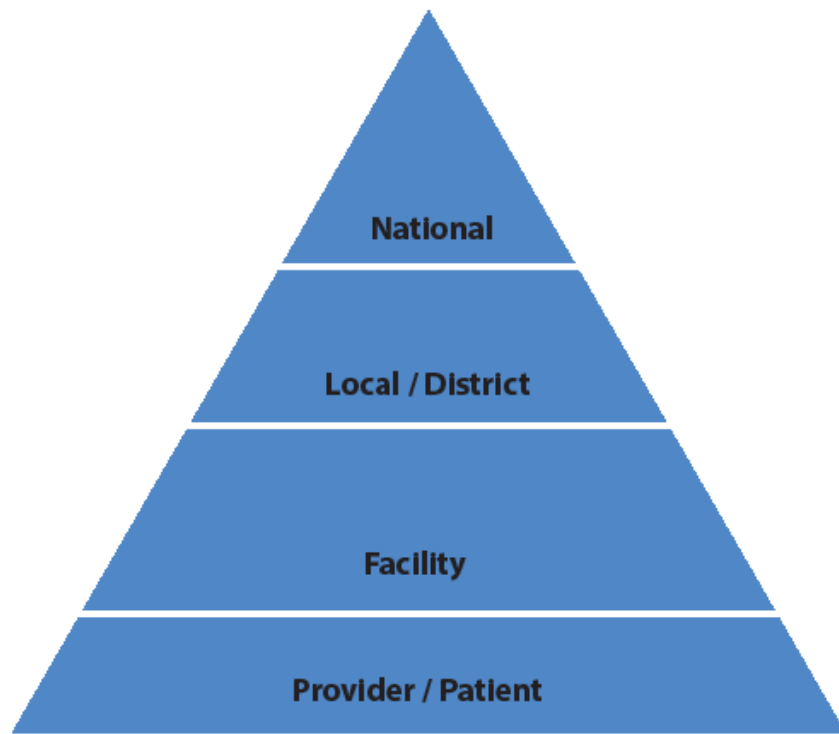 National
Local / District
Facility
Provider / Patient